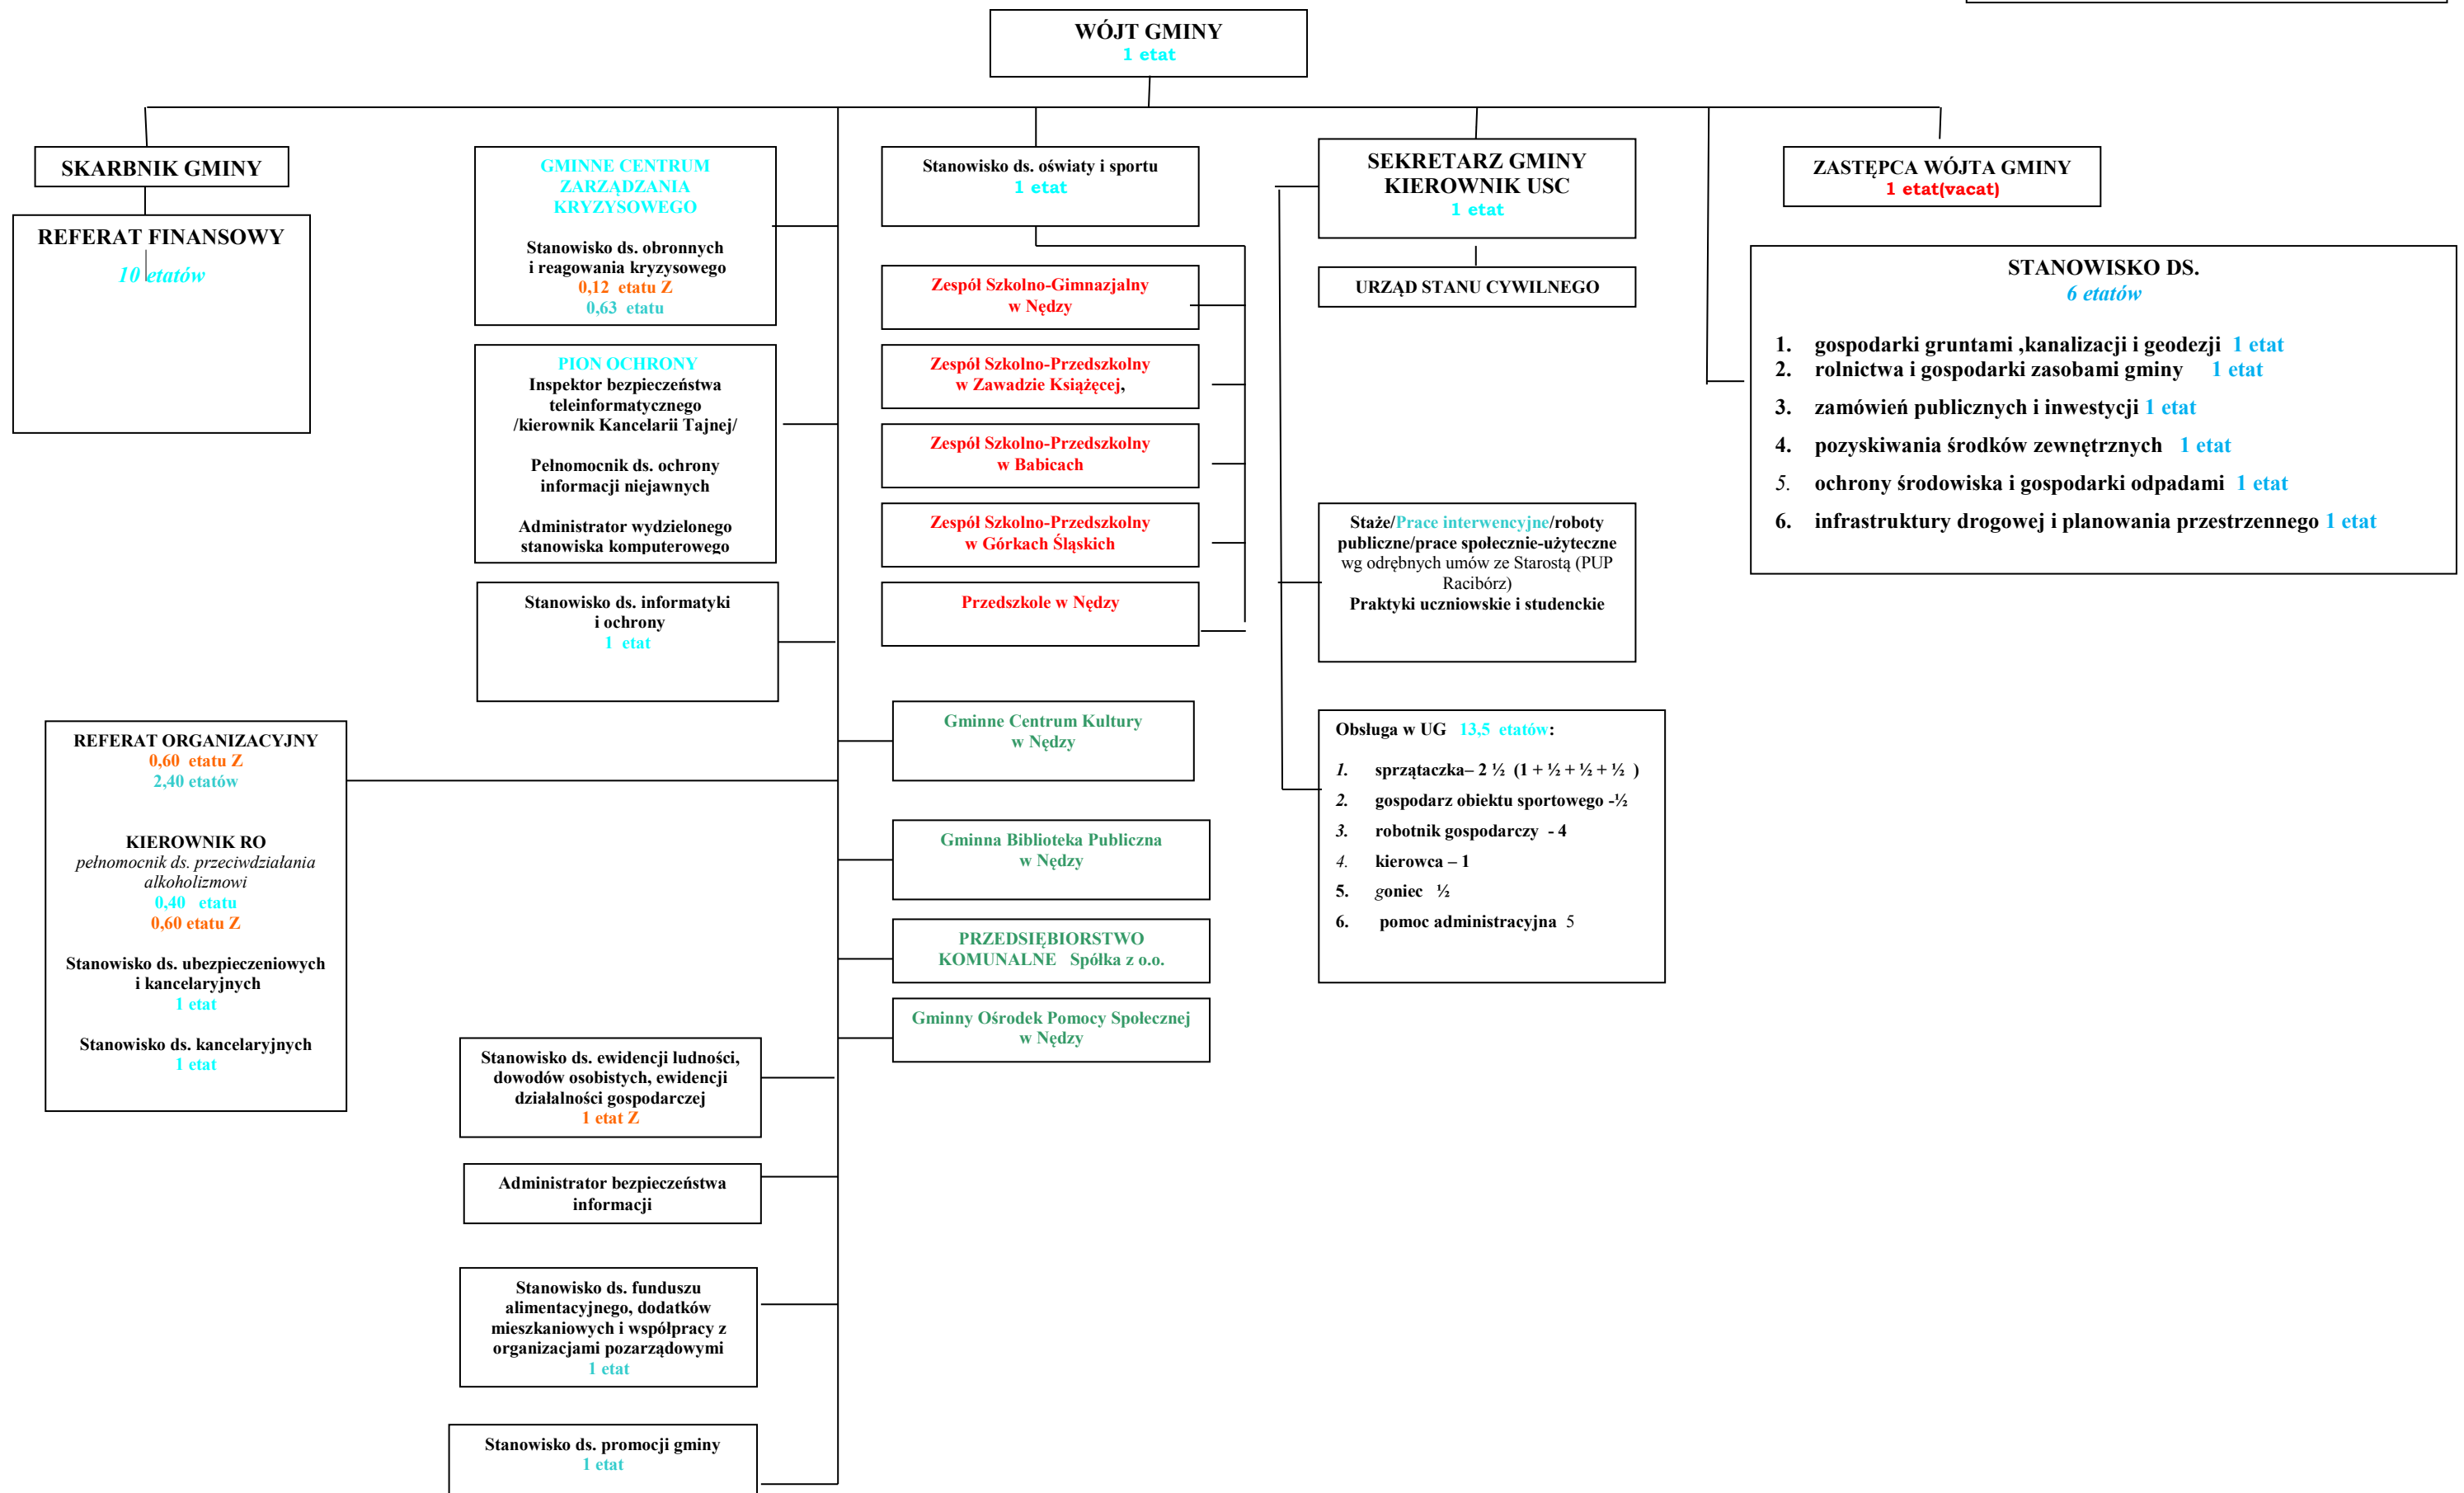 WÓJT GMINY
1 etat
SKARBNIK GMINY
REFERAT FINANSOWY
10 etatów
GMINNE CENTRUM
ZARZĄDZANIA
KRYZYSOWEGO
Stanowisko ds. obronnych
i reagowania kryzysowego
0,12 etatu Z
0,63 etatu
PION OCHRONY
Inspektor bezpieczeństwa
teleinformatycznego
/kierownik Kancelarii Tajnej/
Pełnomocnik ds. ochrony
informacji niejawnych
Administrator wydzielonego
stanowiska komputerowego
Stanowisko ds. informatyki
i ochrony
1 etat
REFERAT ORGANIZACYJNY
0,60 etatu Z
2,40 etatów
KIEROWNIK RO
pełnomocnik ds. przeciwdziałania
alkoholizmowi
0,40 etatu
0,60 etatu Z
Stanowisko ds. ubezpieczeniowych
i kancelaryjnych
1 etat
Stanowisko ds. kancelaryjnych
1 etat
Stanowisko ds. ewidencji ludności,
dowodów osobistych, ewidencji
działalności gospodarczej
1 etat Z
Administrator bezpieczeństwa
informacji
Stanowisko ds. funduszu
alimentacyjnego, dodatków
mieszkaniowych i współpracy z
organizacjami pozarządowymi
1 etat
Stanowisko ds. promocji gminy
1 etat
Stanowisko ds. oświaty i sportu
1 etat
Zespół Szkolno-Gimnazjalny
w Nędzy
Zespół Szkolno-Przedszkolny
w Zawadzie Książęcej,
Zespół Szkolno-Przedszkolny
w Babicach
Zespół Szkolno-Przedszkolny
w Górkach Śląskich
Przedszkole w Nędzy
Gminne Centrum Kultury
w Nędzy
Gminna Biblioteka Publiczna
w Nędzy
PRZEDSIĘBIORSTWO
KOMUNALNE Spółka z o.o.
Gminny Ośrodek Pomocy Społecznej
w Nędzy
SEKRETARZ GMINY
KIEROWNIK USC
1 etat
URZĄD STANU CYWILNEGO
Staże/Prace interwencyjne/roboty
publiczne/prace społecznie-użyteczne
wg odrębnych umów ze Starostą (PUP
Racibórz)
Praktyki uczniowskie i studenckie
Obsługa w UG 13,5 etatów:
1. sprzątaczka– 2 ½ (1 + ½ + ½ + ½ )
2. gospodarz obiektu sportowego -½
3. robotnik gospodarczy - 4
4. kierowca – 1
5. goniec ½
6. pomoc administracyjna 5
ZASTĘPCA WÓJTA GMINY
1 etat(vacat)
STANOWISKO DS.
6 etatów
1. gospodarki gruntami ,kanalizacji i geodezji 1 etat
2. rolnictwa i gospodarki zasobami gminy 1 etat
3. zamówień publicznych i inwestycji 1 etat
4. pozyskiwania środków zewnętrznych 1 etat
5. ochrony środowiska i gospodarki odpadami 1 etat
6. infrastruktury drogowej i planowania przestrzennego 1 etat